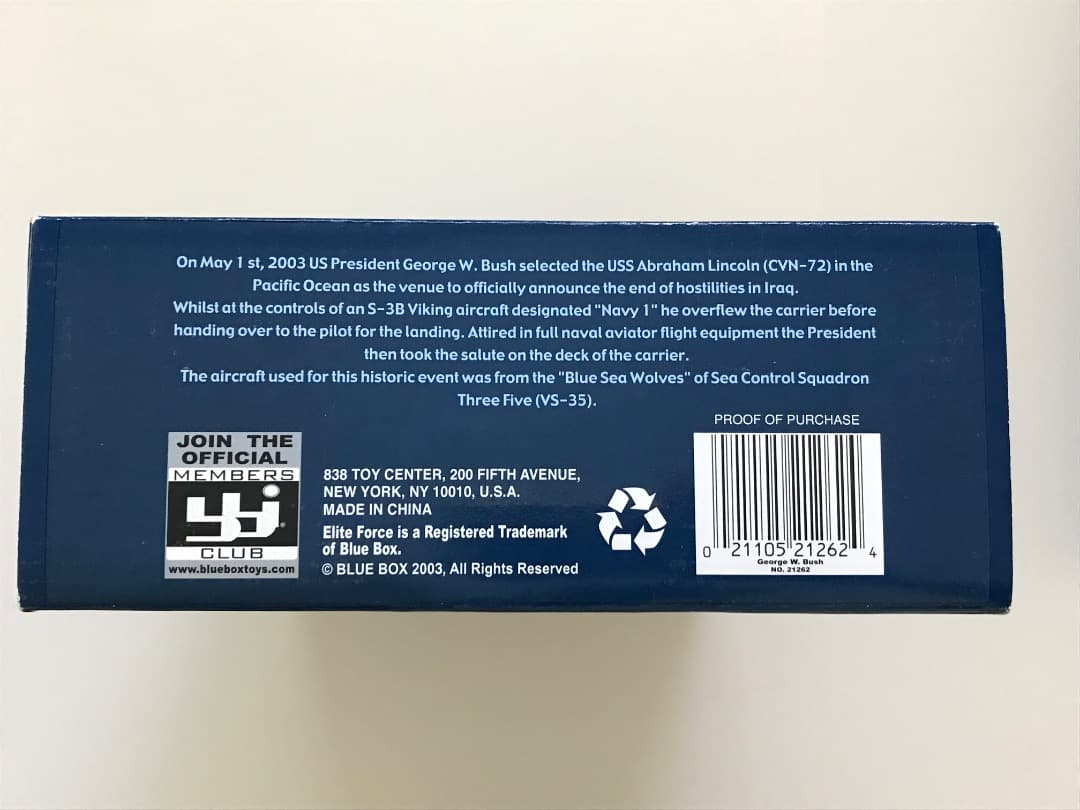 On May 1 st, 2003 US President George W. Bush selected the USS Abraham Lincoln (CVN-72) in the
Pacific Ocean as the venue to officially announce the end of hostilities in Iraq.
Whilst at the controls of an S-3B Viking aircraft designated "Navy 1" he overflew the carrier before
handing over to the pilot for the landing. Attired in full naval aviator flight equipment the President
then took the salute on the deck of the carrier.
The aircraft used for this historic event was from the "Blue Sea Wolves" of Sea Control Squadron
Three Five (VS-35).
JOIN THE
OFFICIAL
MEMBERS
CLUB
www.blueboxtoys.com
838 TOY CENTER, 200 FIFTH AVENUE,
NEW YORK, NY 10010, U.S.A.
MADE IN CHINA
Elite Force is a Registered Trademark
of Blue Box.
© BLUE BOX 2003, All Rights Reserved
PROOF OF PURCHASE
0 21105 21262 4
George W. Bush
NO. 21262